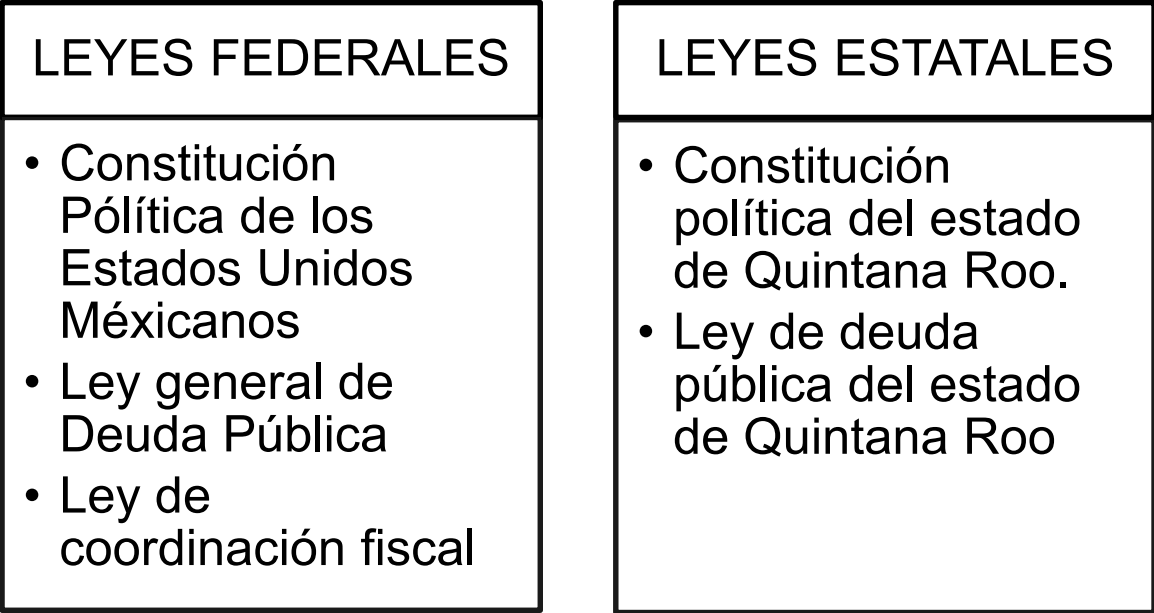 LEYES FEDERALES
• Constitución
Pólítica de los
Estados Unidos
Méxicanos
• Ley general de
Deuda Pública
• Ley de
coordinación fiscal
LEYES ESTATALES
• Constitución
política del estado
de Quintana Roo.
• Ley de deuda
pública del estado
de Quintana Roo